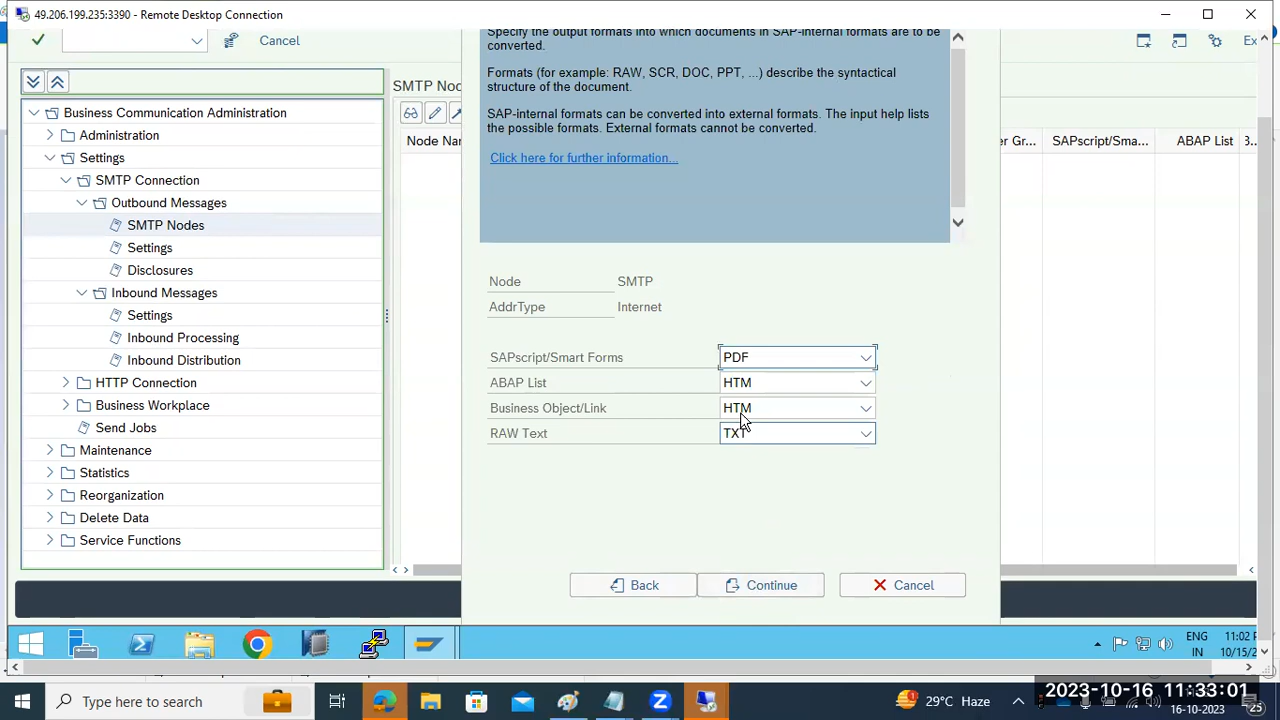 49.206.199.235:3390 - Remote Desktop Connection
Cancel
Ex
SMTP Noc
Business Communication Administration
Administration
Settings
SMTP Connection
Outbound Messages
SMTP Nodes
Settings
Disclosures
Inbound Messages
Settings
Inbound Processing
Inbound Distribution
HTTP Connection
Business Workplace
Send Jobs
Maintenance
Statistics
Reorganization
Delete Data
Service Functions
Specify the output formats into which documents in SAP-internal formats are to be
converted.
Formats (for example: RAW, SCR, DOC, PPT, ...) describe the syntactical
structure of the document.
SAP-internal formats can be converted into external formats. The input help lists
the possible formats. External formats cannot be converted.
Click here for further information...
Node Nar
er Gr... SAPscript/Sma... ABAP List B...
Node SMTP
AddrType Internet
SAPscript/Smart Forms PDF
ABAP List HTM
Business Object/Link HTM
RAW Text TXT
Back Continue Cancel
ENG 11:02 P
IN 10/15/2
Type here to search
29°C Haze
2023-10-16 11:33:01
16-10-2023
25